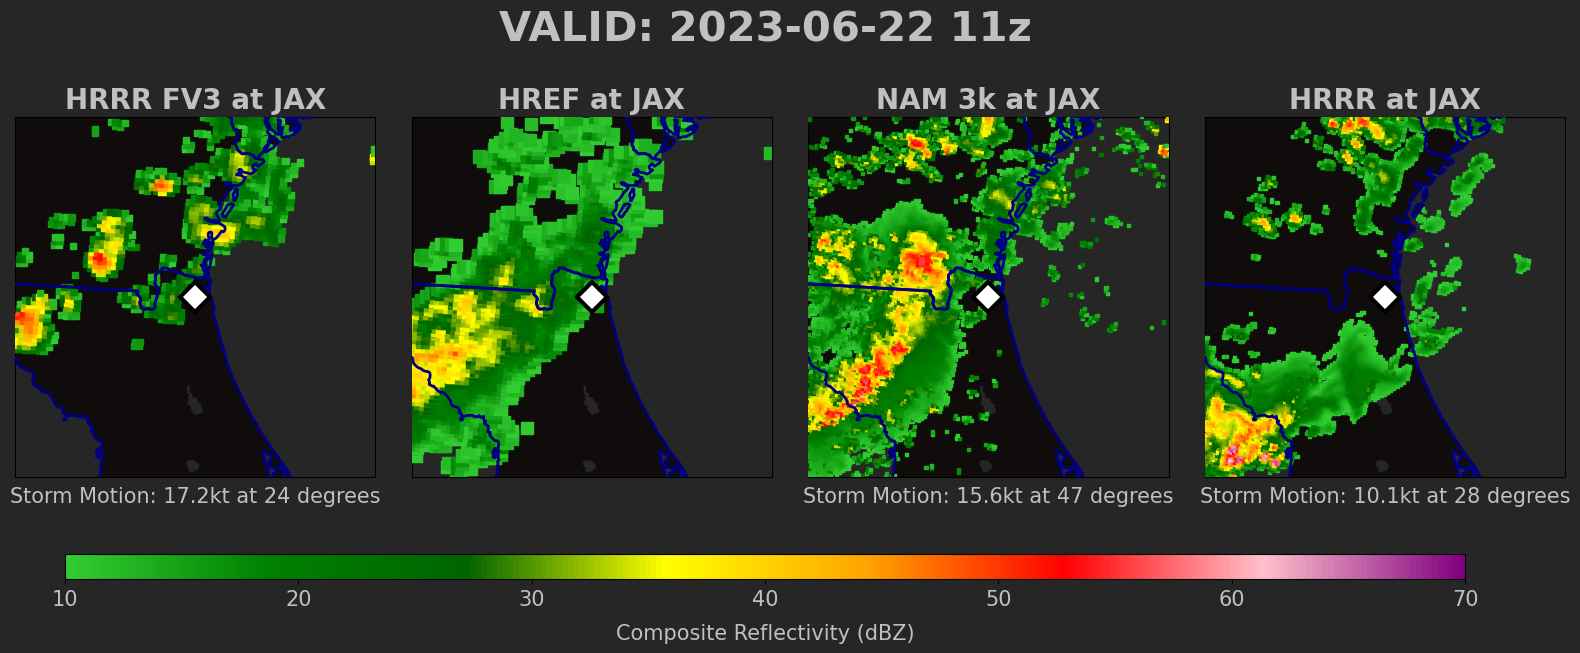 VALID: 2023-06-22 11z
HRRR FV3 at JAX
HREF at JAX
NAM 3k at JAX
HRRR at JAX
Storm Motion: 17.2kt at 24 degrees
Storm Motion: 15.6kt at 47 degrees
Storm Motion: 10.1kt at 28 degrees
10 20 30 40 50 60 70
Composite Reflectivity (dBZ)